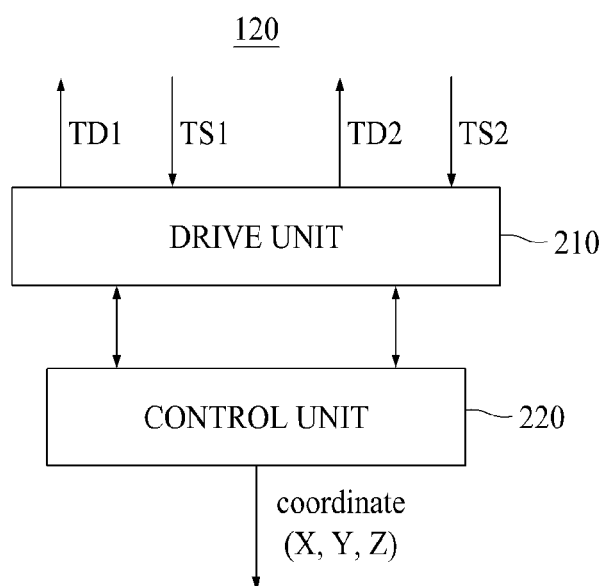 120
TD1 TS1 TD2 TS2
DRIVE UNIT
210
CONTROL UNIT
220
coordinate
(X, Y, Z)